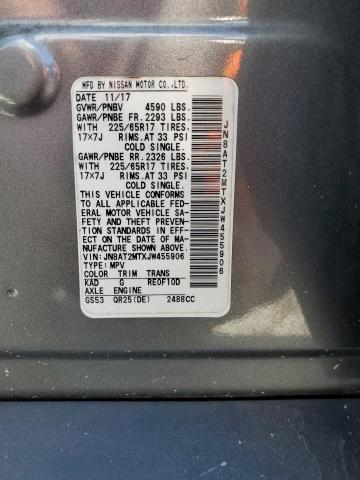 MFD BY NISSAN MOTOR CO.,LTD.
DATE 11/17
GVWR/PNBV 4590 LBS.
GAWR/PNBE FR.2293 LBS.
WITH 225/65R17 TIRES.
17×7J RIMS.AT 33 PSI
COLD SINGLE.
GAWR/PNBE RR.2326 LBS.
WITH 225/65R17 TIRES.
17×7J RIMS.AT 33 PSI
COLD SINGLE.
THIS VEHICLE CONFORMS
TO ALL APPLICABLE FED-
ERAL MOTOR VEHICLE SA-
FETY AND THEFT PREVEN-
TION STANDARDS IN EFF-
ECT ON THE DATE OF MA-
NUFACTURE SHOWN ABOVE.
VIN:JN8AT2MTXJW455906
TYPE:MPV
COLOR TRIM TRANS
KAD G RE0F10D
AXLE ENGINE
GS53 QR25(DE) 2488CC
JN8AT2MTXJW455906